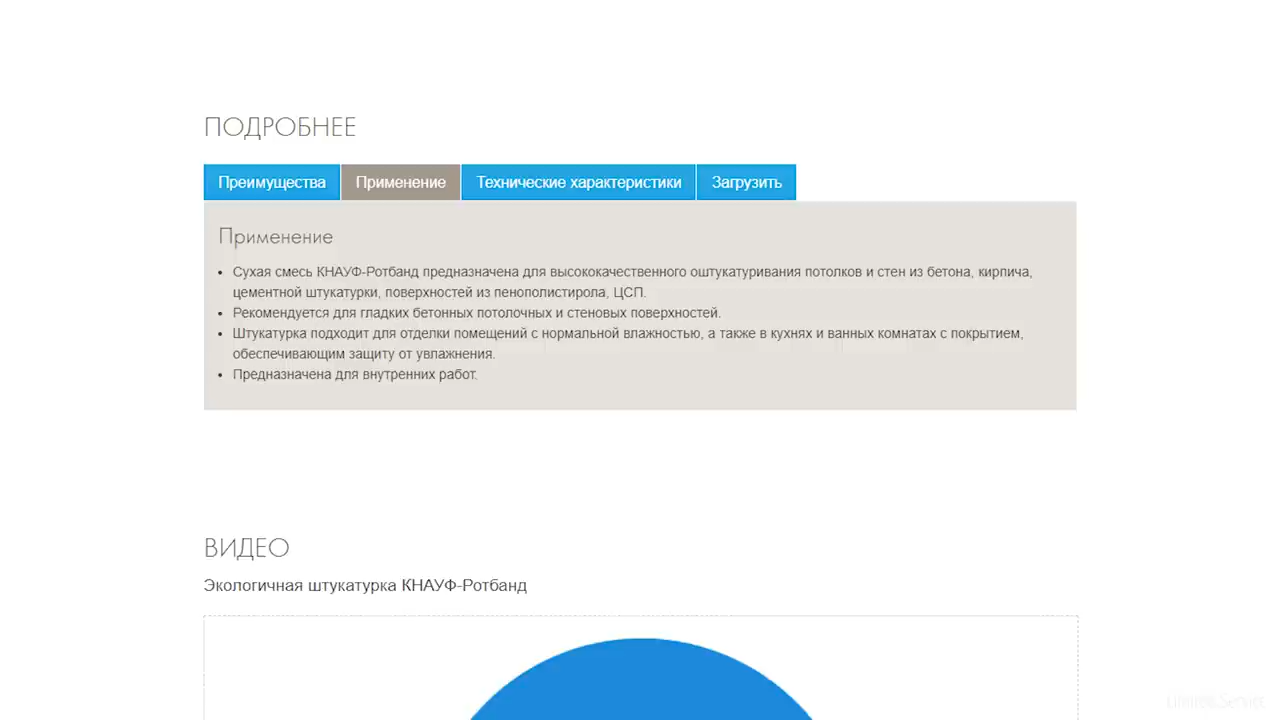 ПОДРОБНЕЕ
Преимущества Применение Технические характеристики Загрузить
Применение
• Сухая смесь КНАУФ-Ротбанд предназначена для высококачественного оштукатуривания потолков и стен из бетона, кирпича,
цементной штукатурки, поверхностей из пенополистирола, ЦСП.
• Рекомендуется для гладких бетонных потолочных и стеновых поверхностей.
• Штукатурка подходит для отделки помещений с нормальной влажностью, а также в кухнях и ванных комнатах с покрытием,
обеспечивающим защиту от увлажнения.
• Предназначена для внутренних работ.
ВИДЕО
Экологичная штукатурка КНАУФ-Ротбанд